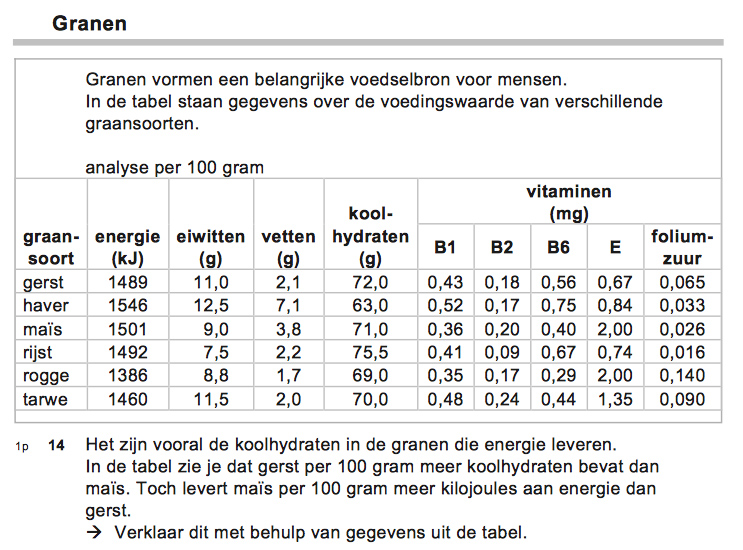 Granen
Granen vormen een belangrijke voedselbron voor mensen.
In de tabel staan gegevens over de voedingswaarde van verschillende
graansoorten.
analyse per 100 gram
graan-soort energie (kJ) eiwitten (g) vetten (g) kool-hydraten (g) vitaminen (mg)
B1 B2 B6 E folium-zuur
gerst 1489 11,0 2,1 72,0 0,43 0,18 0,56 0,67 0,065
haver 1546 12,5 7,1 63,0 0,52 0,17 0,75 0,84 0,033
maïs 1501 9,0 3,8 71,0 0,36 0,20 0,40 2,00 0,026
rijst 1492 7,5 2,2 75,5 0,41 0,09 0,67 0,74 0,016
rogge 1386 8,8 1,7 69,0 0,35 0,17 0,29 2,00 0,140
tarwe 1460 11,5 2,0 70,0 0,48 0,24 0,44 1,35 0,090
1p 14 Het zijn vooral de koolhydraten in de granen die energie leveren.
In de tabel zie je dat gerst per 100 gram meer koolhydraten bevat dan
maïs. Toch levert maïs per 100 gram meer kilojoules aan energie dan
gerst.
→ Verklaar dit met behulp van gegevens uit de tabel.